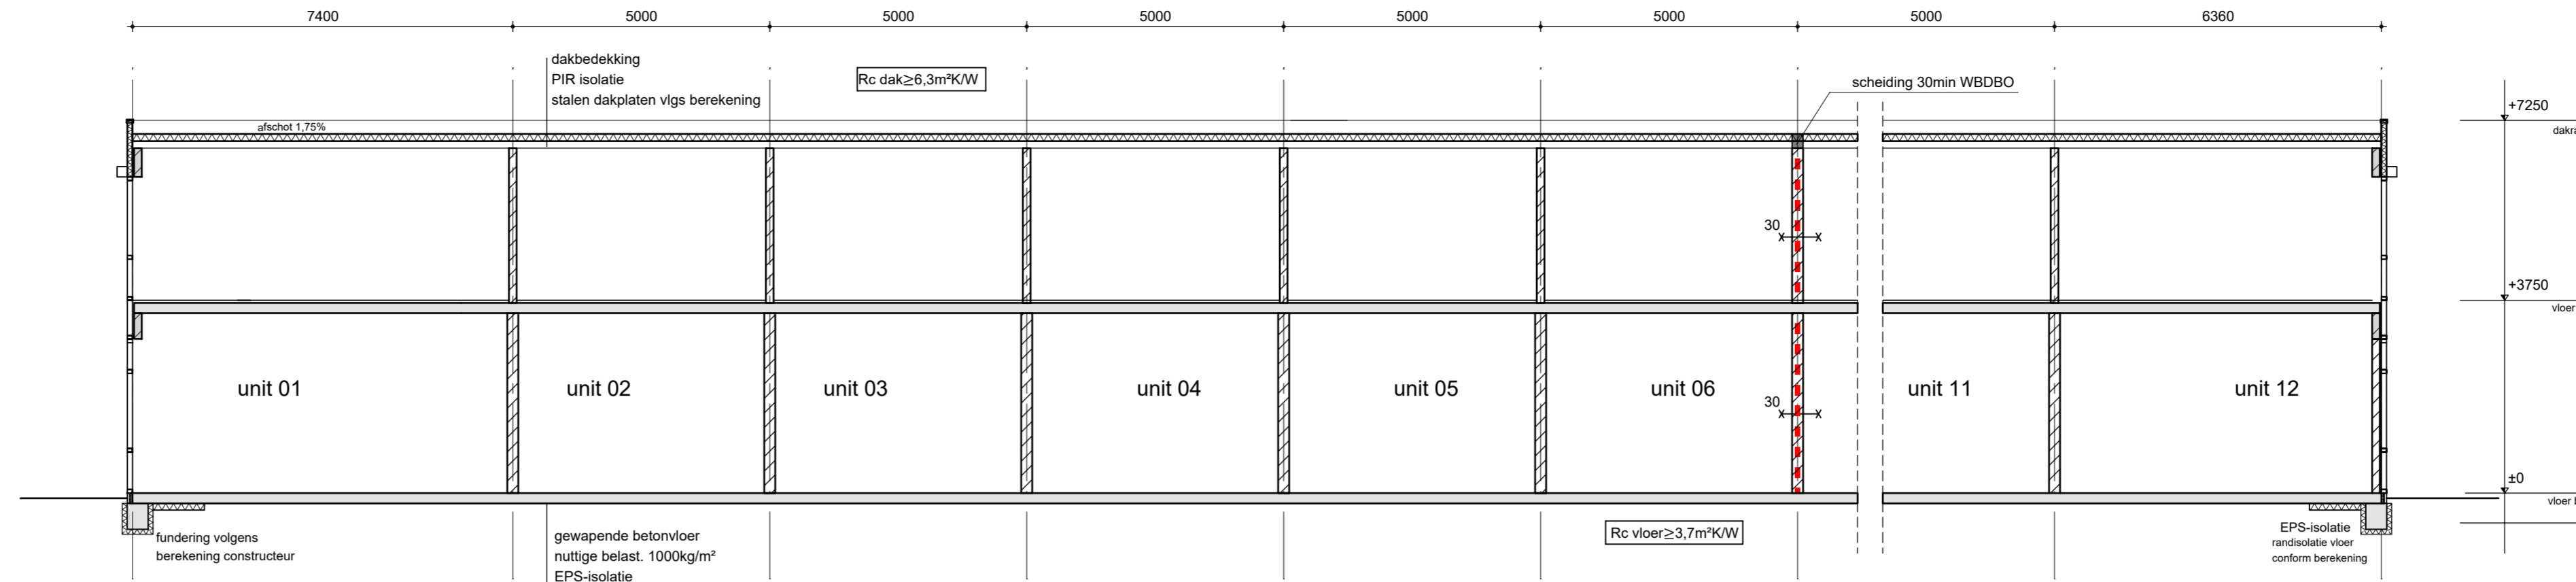 7400 5000 5000 5000 5000 5000 5000 6360
dakbedekking
PIR isolatie
stalen dakplaten vlgs berekening
Rc dak≥6,3m²K/W
scheiding 30min WBDBO
+7250
afschot 1,75%
30
+3750
vloer
unit 01 unit 02 unit 03 unit 04 unit 05 unit 06 unit 11 unit 12
30
±0
vloer
fundering volgens
berekening constructeur
gewapende betonvloer
nuttige belast. 1000kg/m²
EPS-isolatie
Rc vloer≥3,7m²K/W
EPS-isolatie
randisolatie vloer
conform berekening